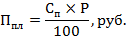 Ппл = (Сп × Р) / 100, руб.